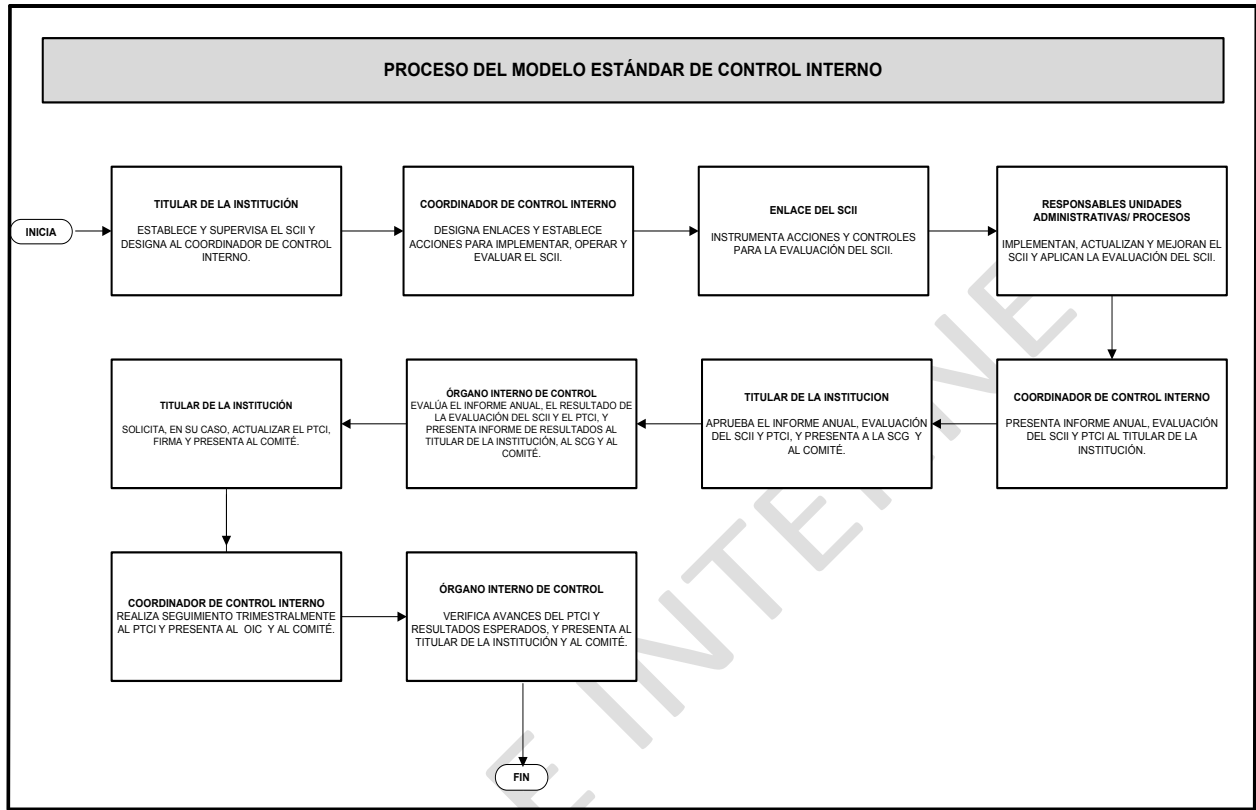 PROCESO DEL MODELO ESTÁNDAR DE CONTROL INTERNO
INICIA
TITULAR DE LA INSTITUCIÓN
ESTABLECE Y SUPERVISA EL SCII Y
DESIGNA AL COORDINADOR DE CONTROL
INTERNO.
COORDINADOR DE CONTROL INTERNO
DESIGNA ENLACES Y ESTABLECE
ACCIONES PARA IMPLEMENTAR, OPERAR Y
EVALUAR EL SCII.
ENLACE DEL SCII
INSTRUMENTA ACCIONES Y CONTROLES
PARA LA EVALUACIÓN DEL SCII.
RESPONSABLES UNIDADES
ADMINISTRATIVAS/ PROCESOS
IMPLEMENTAN, ACTUALIZAN Y MEJORAN EL
SCII Y APLICAN LA EVALUACIÓN DEL SCII.
COORDINADOR DE CONTROL INTERNO
PRESENTA INFORME ANUAL, EVALUACIÓN
DEL SCII Y PTCI AL TITULAR DE LA
INSTITUCIÓN.
TITULAR DE LA INSTITUCION
APRUEBA EL INFORME ANUAL, EVALUACIÓN
DEL SCII Y PTCI, Y PRESENTA A LA SCG Y
AL COMITÉ.
ÓRGANO INTERNO DE CONTROL
EVALÚA EL INFORME ANUAL, EL RESULTADO DE
LA EVALUACIÓN DEL SCII Y EL PTCI, Y
PRESENTA INFORME DE RESULTADOS AL
TITULAR DE LA INSTITUCIÓN, AL SCG Y AL
COMITÉ.
TITULAR DE LA INSTITUCIÓN
SOLICITA, EN SU CASO, ACTUALIZAR EL PTCI,
FIRMA Y PRESENTA AL COMITÉ.
COORDINADOR DE CONTROL INTERNO
REALIZA SEGUIMIENTO TRIMESTRALMENTE
AL PTCI Y PRESENTA AL OIC Y AL COMITÉ.
ÓRGANO INTERNO DE CONTROL
VERIFICA AVANCES DEL PTCI Y
RESULTADOS ESPERADOS, Y PRESENTA AL
TITULAR DE LA INSTITUCIÓN Y AL COMITÉ.
FIN
E INTERNE